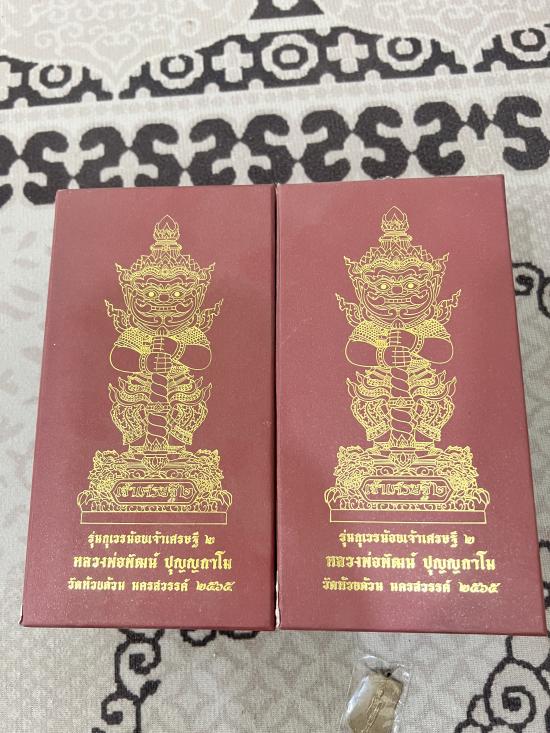 เจ้าเศรษฐี๒
รุ่นกุเวรน้อยเจ้าเศรษฐี ๒
หลวงพ่อพัฒน์ ปุญฺญกาโม
วัดห้วยด้วน นครสวรรค์ ๒๕๖๕
เจ้าเศรษฐี๒
รุ่นกุเวรน้อยเจ้าเศรษฐี ๒
หลวงพ่อพัฒน์ ปุญฺญกาโม
วัดห้วยด้วน นครสวรรค์ ๒๕๖๕